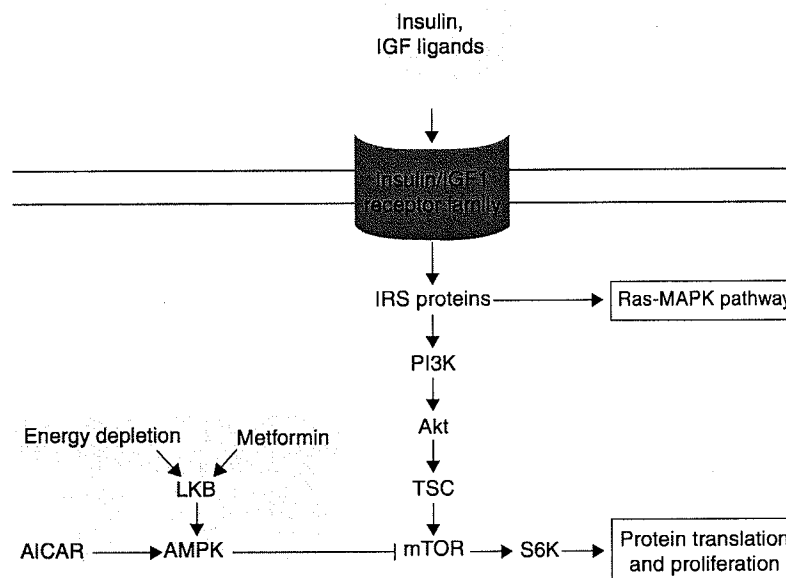 Insulin,
IGF ligands
Insulin/IGF1
receptor family
IRS proteins
Ras-MAPK pathway
PI3K
Akt
Energy depletion
Metformin
LKB
TSC
AICAR
AMPK
mTOR
S6K
Protein translation
and proliferation